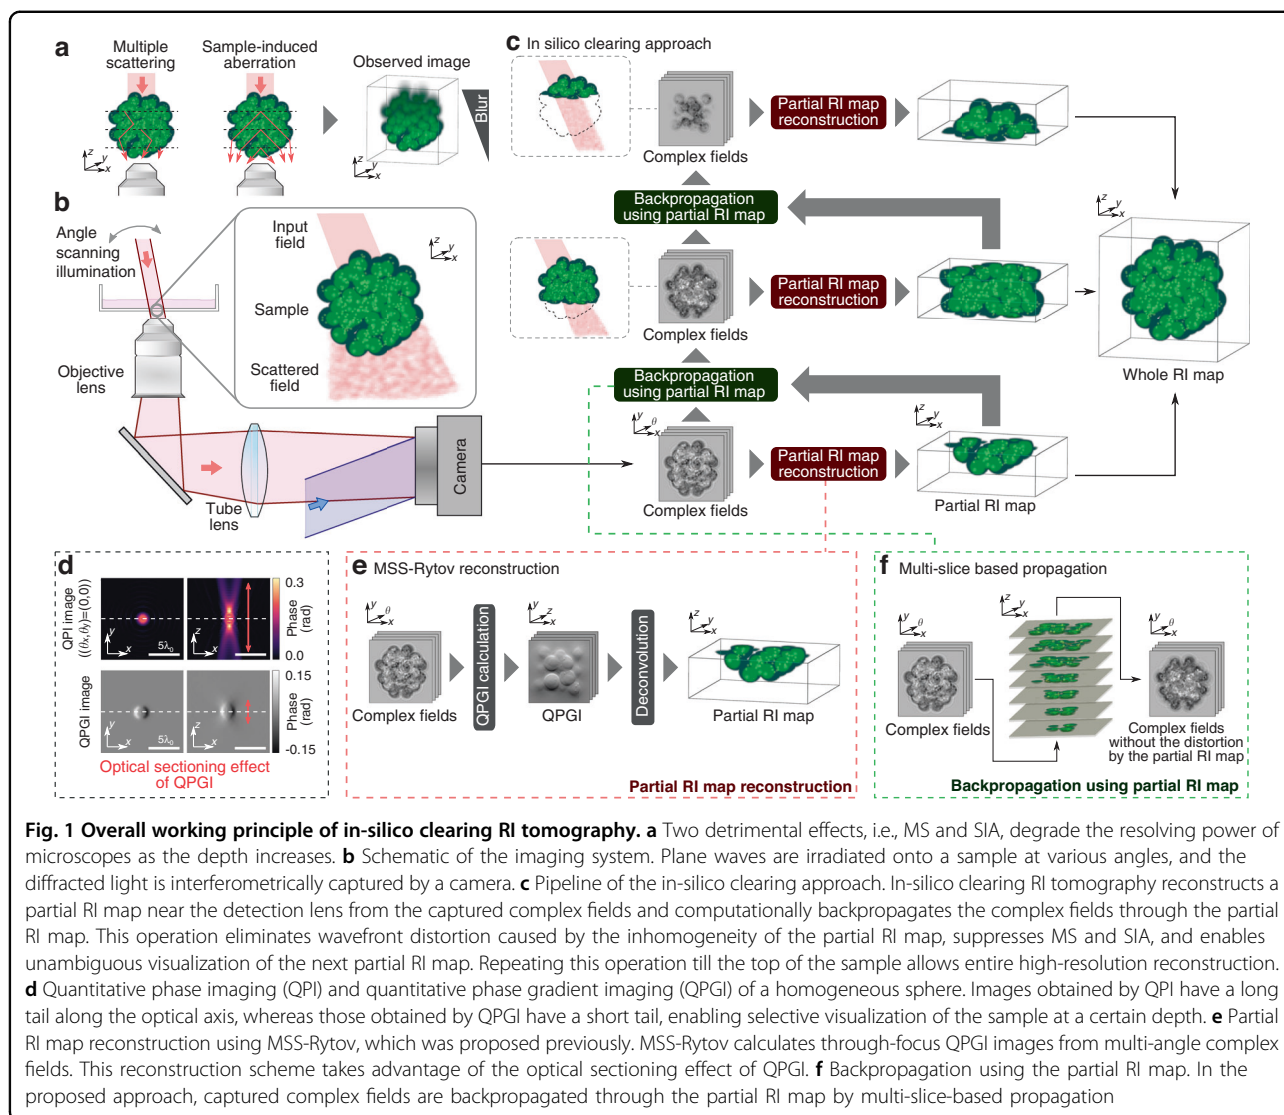 a
Multiple
scattering
Sample-induced
aberration
Observed image
Blur
z
y
x
z
y
x
b
Angle
scanning
illumination
Input
field
z
y
x
Sample
Scattered
field
Objective
lens
Tube
lens
Camera
c In silico clearing approach
Complex fields
Partial RI map
reconstruction
Backpropagation
using partial RI map
Complex fields
Partial RI map
reconstruction
z
y
x
Whole RI map
Backpropagation
using partial RI map
y
θ
x
Complex fields
Partial RI map
reconstruction
z
y
x
Partial RI map
d
QPI image
((θx,θy)=(0,0))
y
x
5λ0
z
x
0.3
Phase (rad)
0.0
QPGI image
y
x
5λ0
z
x
0.15
Phase (rad)
-0.15
Optical sectioning effect
of QPGI
e MSS-Rytov reconstruction
y
θ
x
Complex fields
QPGI calculation
y
z
x
QPGI
Deconvolution
z
y
x
Partial RI map
Partial RI map reconstruction
f Multi-slice based propagation
y
θ
x
Complex fields
z
y
x
y
θ
x
Complex fields
without the distortion
by the partial RI map
Backpropagation using partial RI map
Fig. 1 Overall working principle of in-silico clearing RI tomography. a Two detrimental effects, i.e., MS and SIA, degrade the resolving power of
microscopes as the depth increases. b Schematic of the imaging system. Plane waves are irradiated onto a sample at various angles, and the
diffracted light is interferometrically captured by a camera. c Pipeline of the in-silico clearing approach. In-silico clearing RI tomography reconstructs a
partial RI map near the detection lens from the captured complex fields and computationally backpropagates the complex fields through the partial
RI map. This operation eliminates wavefront distortion caused by the inhomogeneity of the partial RI map, suppresses MS and SIA, and enables
unambiguous visualization of the next partial RI map. Repeating this operation till the top of the sample allows entire high-resolution reconstruction.
d Quantitative phase imaging (QPI) and quantitative phase gradient imaging (QPGI) of a homogeneous sphere. Images obtained by QPI have a long
tail along the optical axis, whereas those obtained by QPGI have a short tail, enabling selective visualization of the sample at a certain depth. e Partial
RI map reconstruction using MSS-Rytov, which was proposed previously. MSS-Rytov calculates through-focus QPGI images from multi-angle complex
fields. This reconstruction scheme takes advantage of the optical sectioning effect of QPGI. f Backpropagation using the partial RI map. In the
proposed approach, captured complex fields are backpropagated through the partial RI map by multi-slice-based propagation